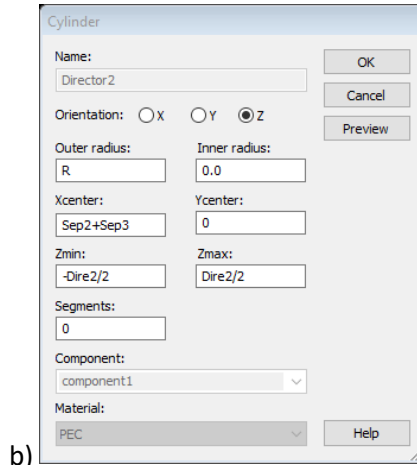 Cylinder
Name:
Director2
OK
Cancel
Preview
Orientation: X Y Z
Outer radius: Inner radius:
R 0.0
Xcenter: Ycenter:
Sep2+Sep3 0
Zmin: Zmax:
-Dire2/2 Dire2/2
Segments:
0
Component:
component1
Material:
PEC
Help
b)